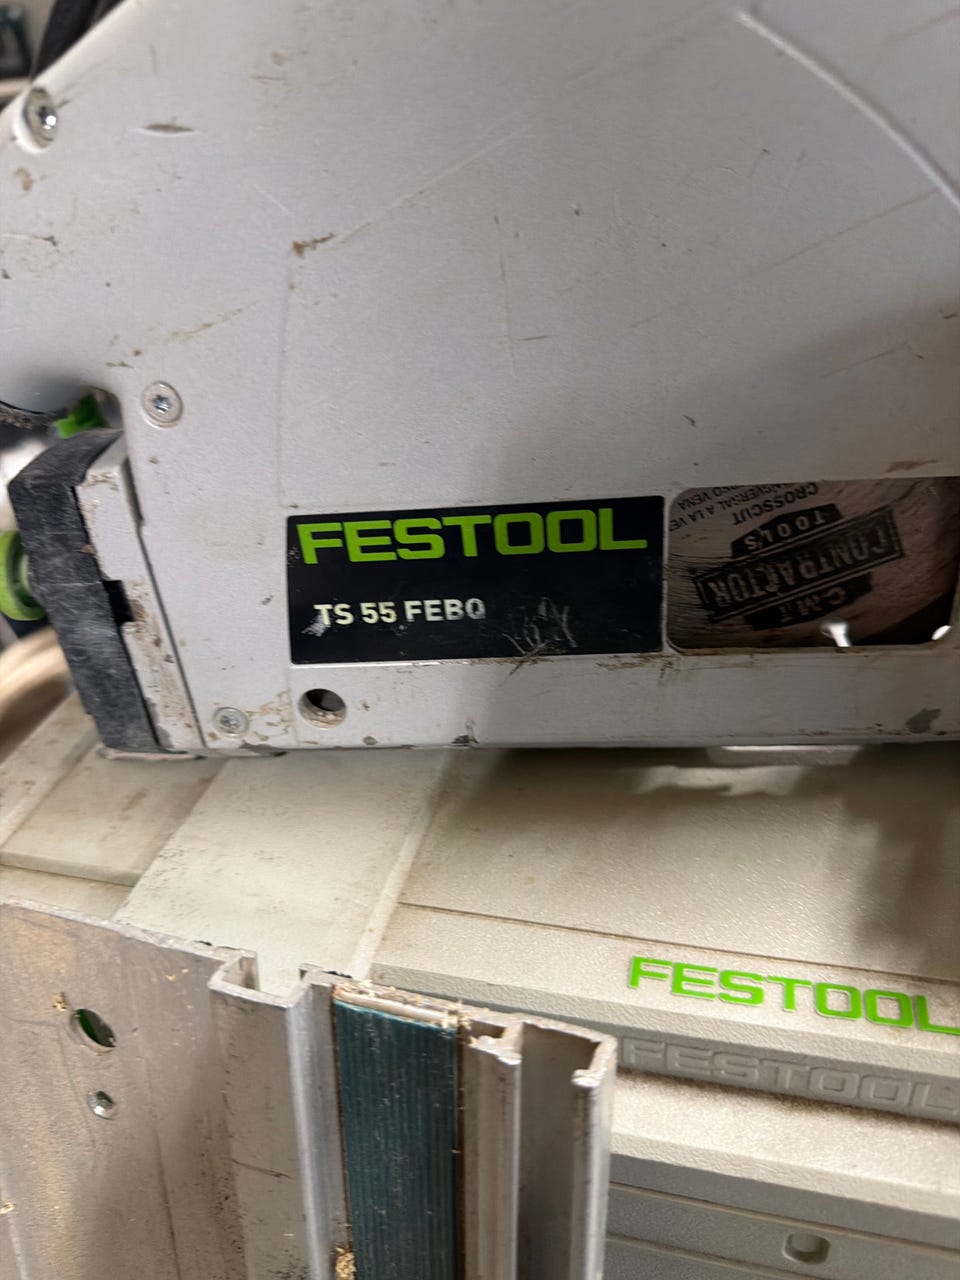 FESTOOL
TS 55 FEBQ
CROSSCUT
CMT
CONTRACTOR
TOOLS
FESTOOL
FESTOOL